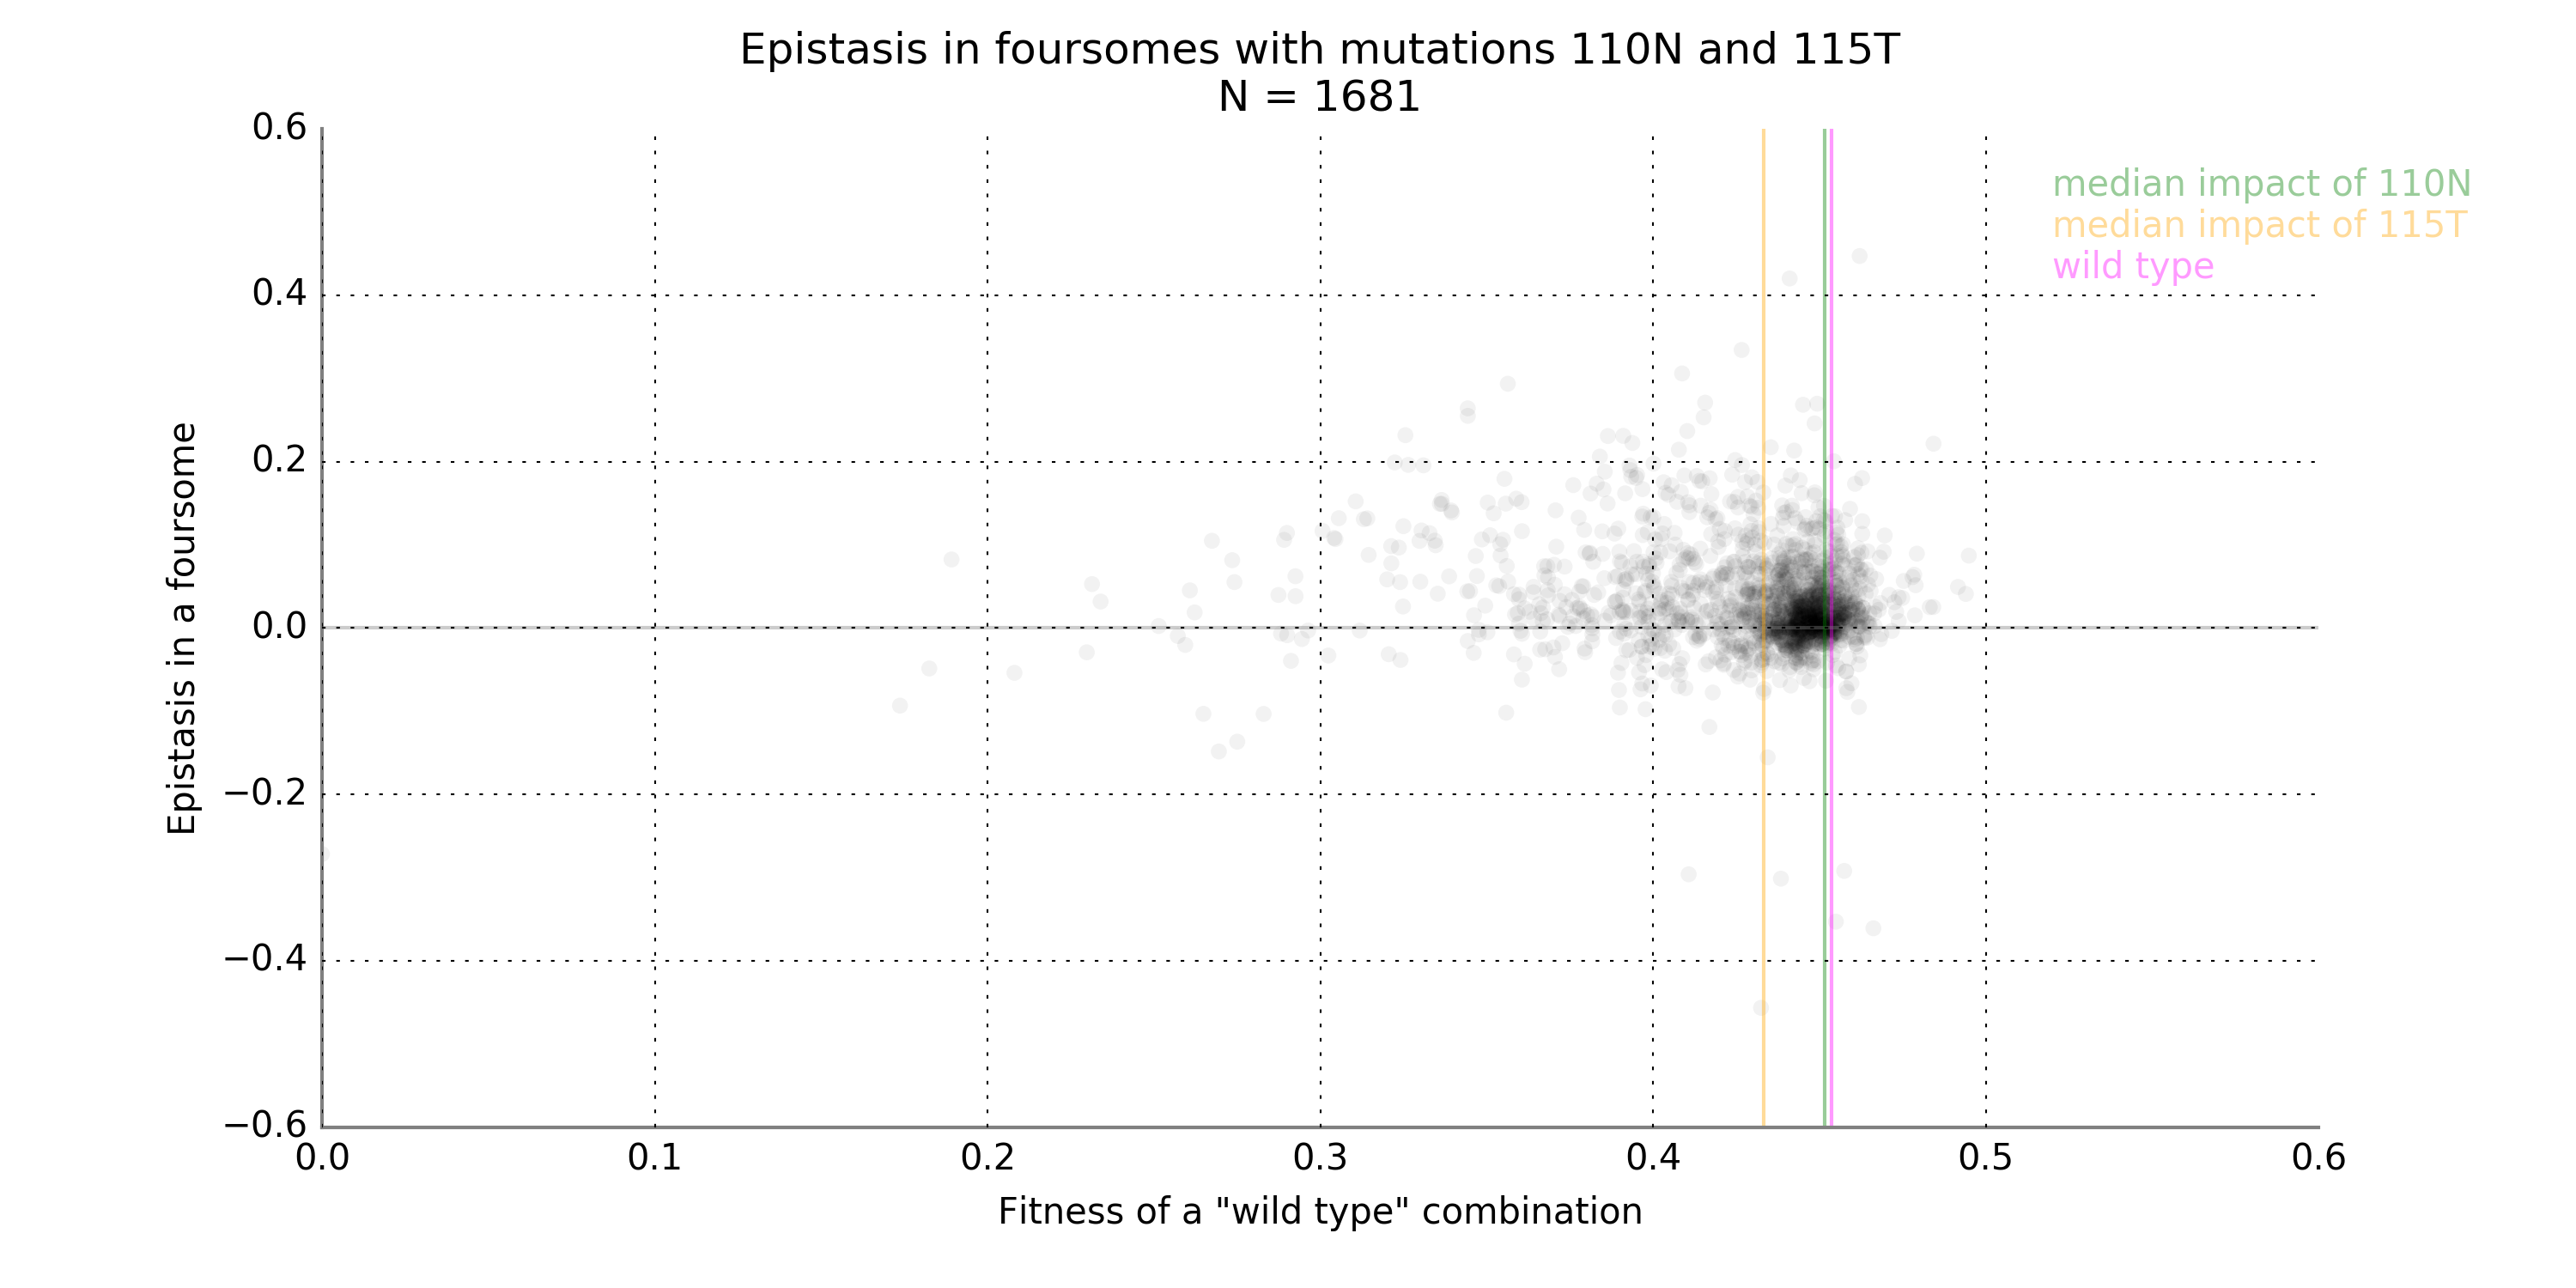 Epistasis in foursomes with mutations 110N and 115T
N = 1681
0.6
0.4
0.2
0.0
−0.2
−0.4
−0.6
Epistasis in a foursome
median impact of 110N
median impact of 115T
wild type
0.0 0.1 0.2 0.3 0.4 0.5 0.6
Fitness of a "wild type" combination